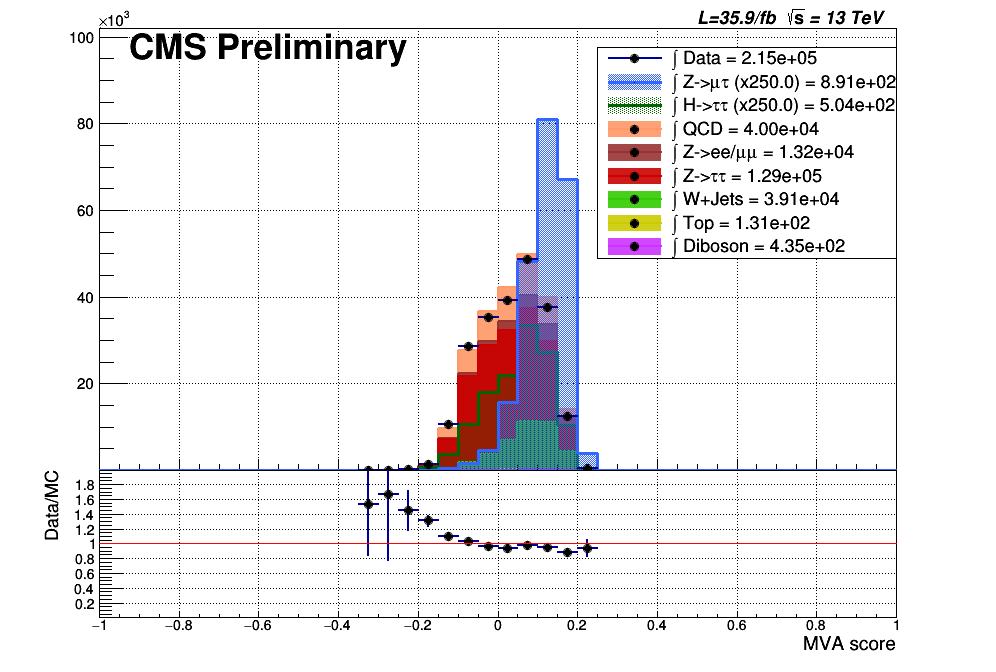 ×10³
L=35.9/fb √s = 13 TeV
CMS Preliminary
100
80
60
40
20
∫ Data = 2.15e+05
∫ Z->μτ (x250.0) = 8.91e+02
∫ H->ττ (x250.0) = 5.04e+02
∫ QCD = 4.00e+04
∫ Z->ee/μμ = 1.32e+04
∫ Z->ττ = 1.29e+05
∫ W+Jets = 3.91e+04
∫ Top = 1.31e+02
∫ Diboson = 4.35e+02
Data/MC
1.8
1.6
1.4
1.2
1
0.8
0.6
0.4
0.2
−1 −0.8 −0.6 −0.4 −0.2 0 0.2 0.4 0.6 0.8 1
MVA score